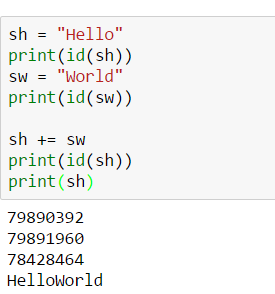 sh = "Hello"
print(id(sh))
sw = "World"
print(id(sw))
sh += sw
print(id(sh))
print(sh)
79890392
79891960
78428464
HelloWorld